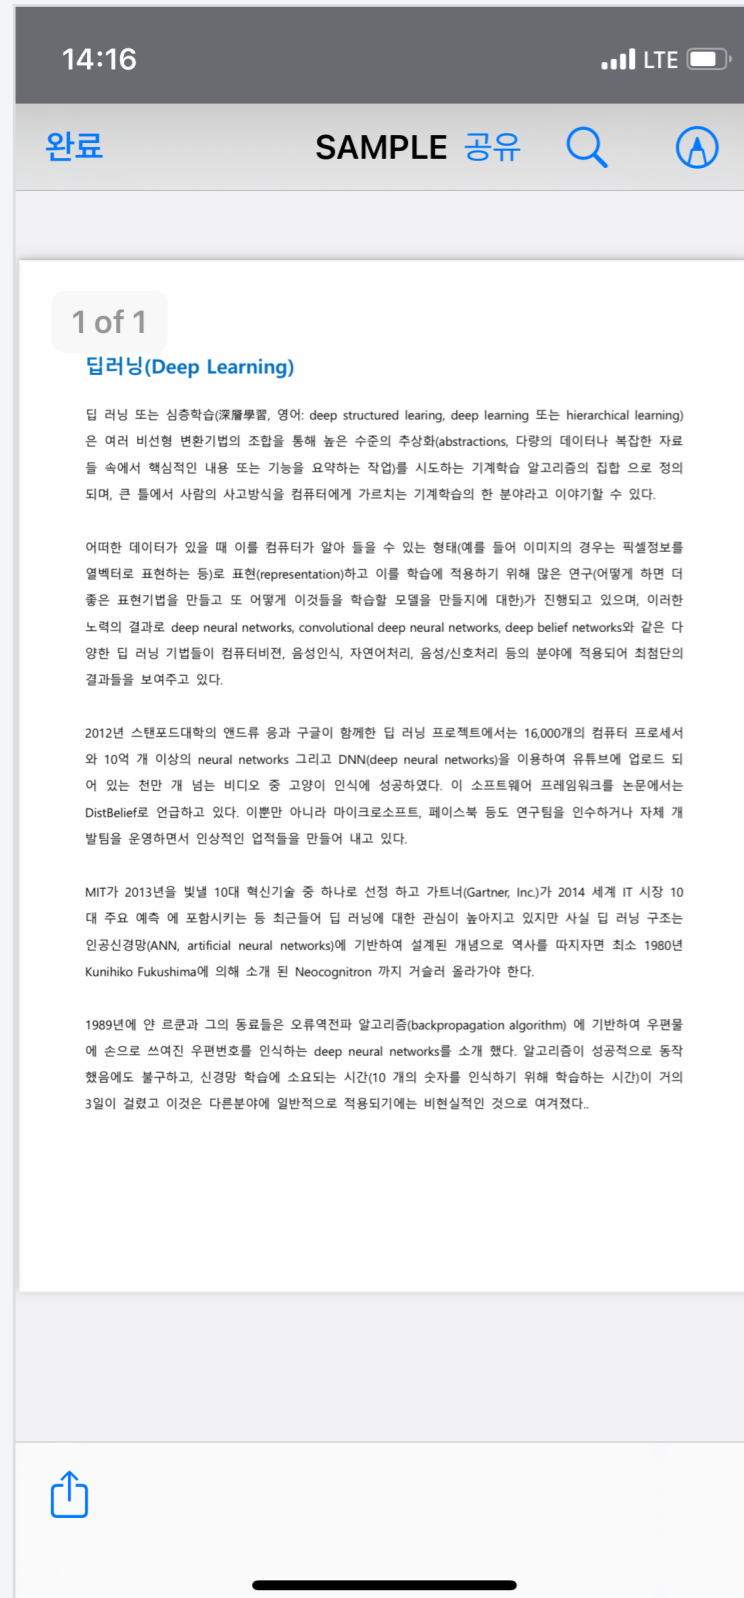 14:16
LTE
완료
SAMPLE 공유
1 of 1
딥러닝(Deep Learning)
딥 러닝 또는 심층학습(深層學習, 영어: deep structured learing, deep learning 또는 hierarchical learning)
은 여러 비선형 변환기법의 조합을 통해 높은 수준의 추상화(abstractions, 다량의 데이터나 복잡한 자료
들 속에서 핵심적인 내용 또는 기능을 요약하는 작업)를 시도하는 기계학습 알고리즘의 집합 으로 정의
되며, 큰 틀에서 사람의 사고방식을 컴퓨터에게 가르치는 기계학습의 한 분야라고 이야기할 수 있다.
어떠한 데이터가 있을 때 이를 컴퓨터가 알아 들을 수 있는 형태(예를 들어 이미지의 경우는 픽셀정보를
열벡터로 표현하는 등)로 표현(representation)하고 이를 학습에 적용하기 위해 많은 연구(어떻게 하면 더
좋은 표현기법을 만들고 또 어떻게 이것들을 학습할 모델을 만들지에 대한)가 진행되고 있으며, 이러한
노력의 결과로 deep neural networks, convolutional deep neural networks, deep belief networks와 같은 다
양한 딥 러닝 기법들이 컴퓨터비젼, 음성인식, 자연어처리, 음성/신호처리 등의 분야에 적용되어 최첨단의
결과들을 보여주고 있다.
2012년 스탠포드대학의 앤드류 응과 구글이 함께한 딥 러닝 프로젝트에서는 16,000개의 컴퓨터 프로세서
와 10억 개 이상의 neural networks 그리고 DNN(deep neural networks)을 이용하여 유튜브에 업로드 되
어 있는 천만 개 넘는 비디오 중 고양이 인식에 성공하였다. 이 소프트웨어 프레임워크를 논문에서는
DistBelief로 언급하고 있다. 이뿐만 아니라 마이크로소프트, 페이스북 등도 연구팀을 인수하거나 자체 개
발팀을 운영하면서 인상적인 업적들을 만들어 내고 있다.
MIT가 2013년을 빛낼 10대 혁신기술 중 하나로 선정 하고 가트너(Gartner, Inc.)가 2014 세계 IT 시장 10
대 주요 예측 에 포함시키는 등 최근들어 딥 러닝에 대한 관심이 높아지고 있지만 사실 딥 러닝 구조는
인공신경망(ANN, artificial neural networks)에 기반하여 설계된 개념으로 역사를 따지자면 최소 1980년
Kunihiko Fukushima에 의해 소개 된 Neocognitron 까지 거슬러 올라가야 한다.
1989년에 얀 르쿤과 그의 동료들은 오류역전파 알고리즘(backpropagation algorithm) 에 기반하여 우편물
에 손으로 쓰여진 우편번호를 인식하는 deep neural networks를 소개 했다. 알고리즘이 성공적으로 동작
했음에도 불구하고, 신경망 학습에 소요되는 시간(10 개의 숫자를 인식하기 위해 학습하는 시간)이 거의
3일이 걸렸고 이것은 다른분야에 일반적으로 적용되기에는 비현실적인 것으로 여겨졌다..